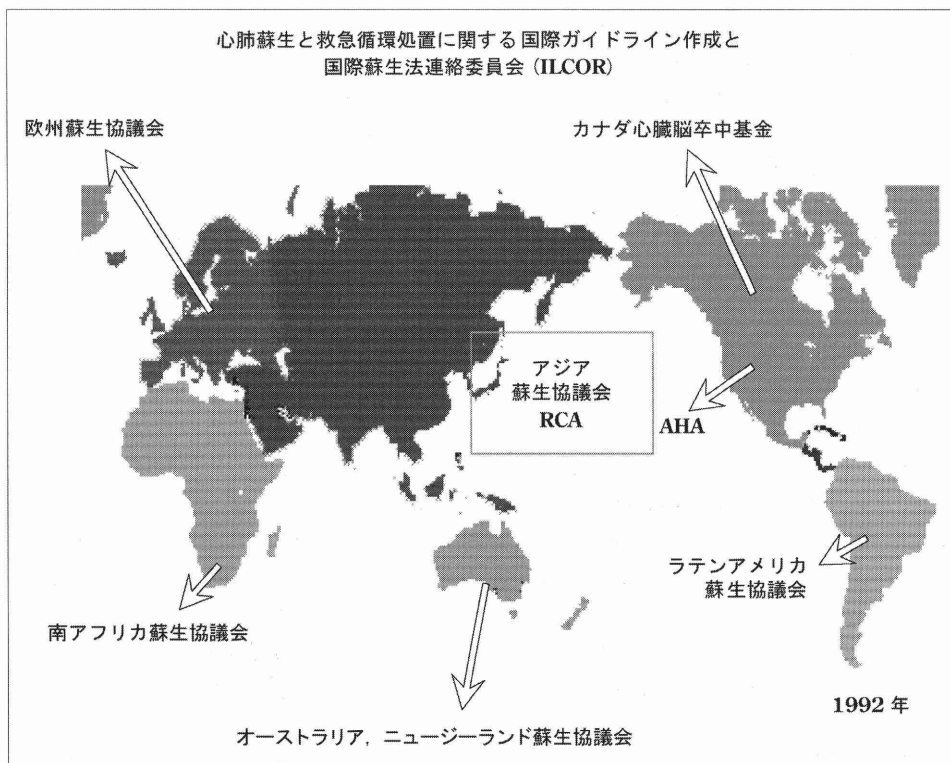 心肺蘇生と救急循環処置に関する国際ガイドライン作成と
国際蘇生法連絡委員会 (ILCOR)
欧州蘇生協議会
カナダ心臓脳卒中基金
アジア
蘇生協議会
RCA
AHA
ラテンアメリカ
蘇生協議会
南アフリカ蘇生協議会
1992 年
オーストラリア，ニュージーランド蘇生協議会